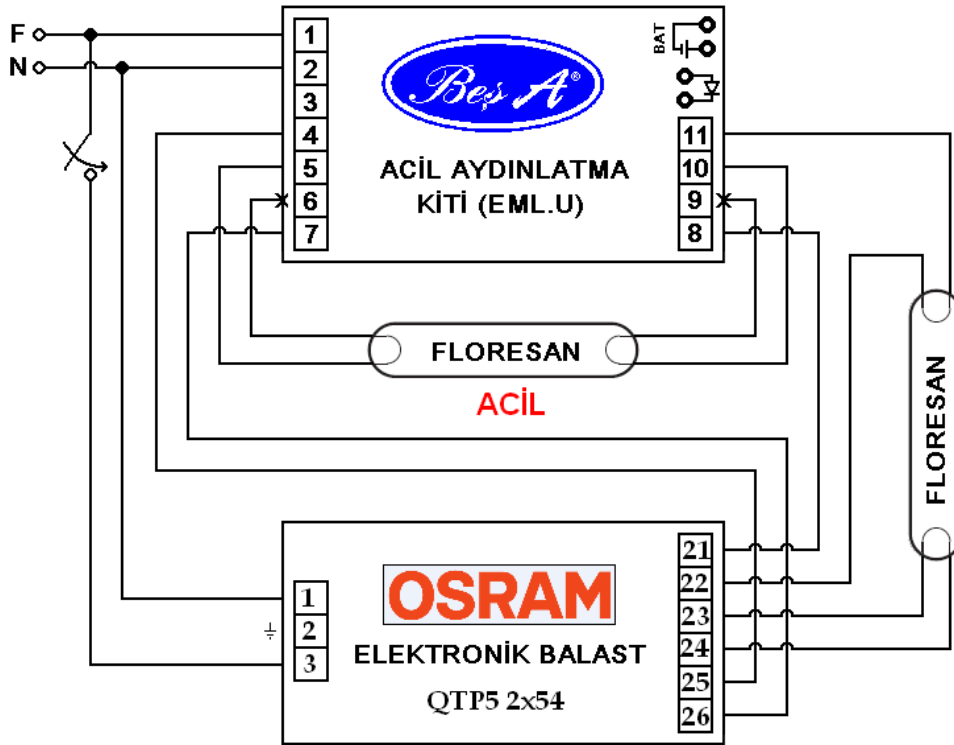 F
N
1
2
3
4
5
6
7
Beş A®
ACİL AYDINLATMA
KİTİ (EML.U)
BAT
11
10
9
8
FLORESAN
ACİL
FLORESAN
1
2
3
OSRAM
ELEKTRONİK BALAST
QTP5 2x54
21
22
23
24
25
26